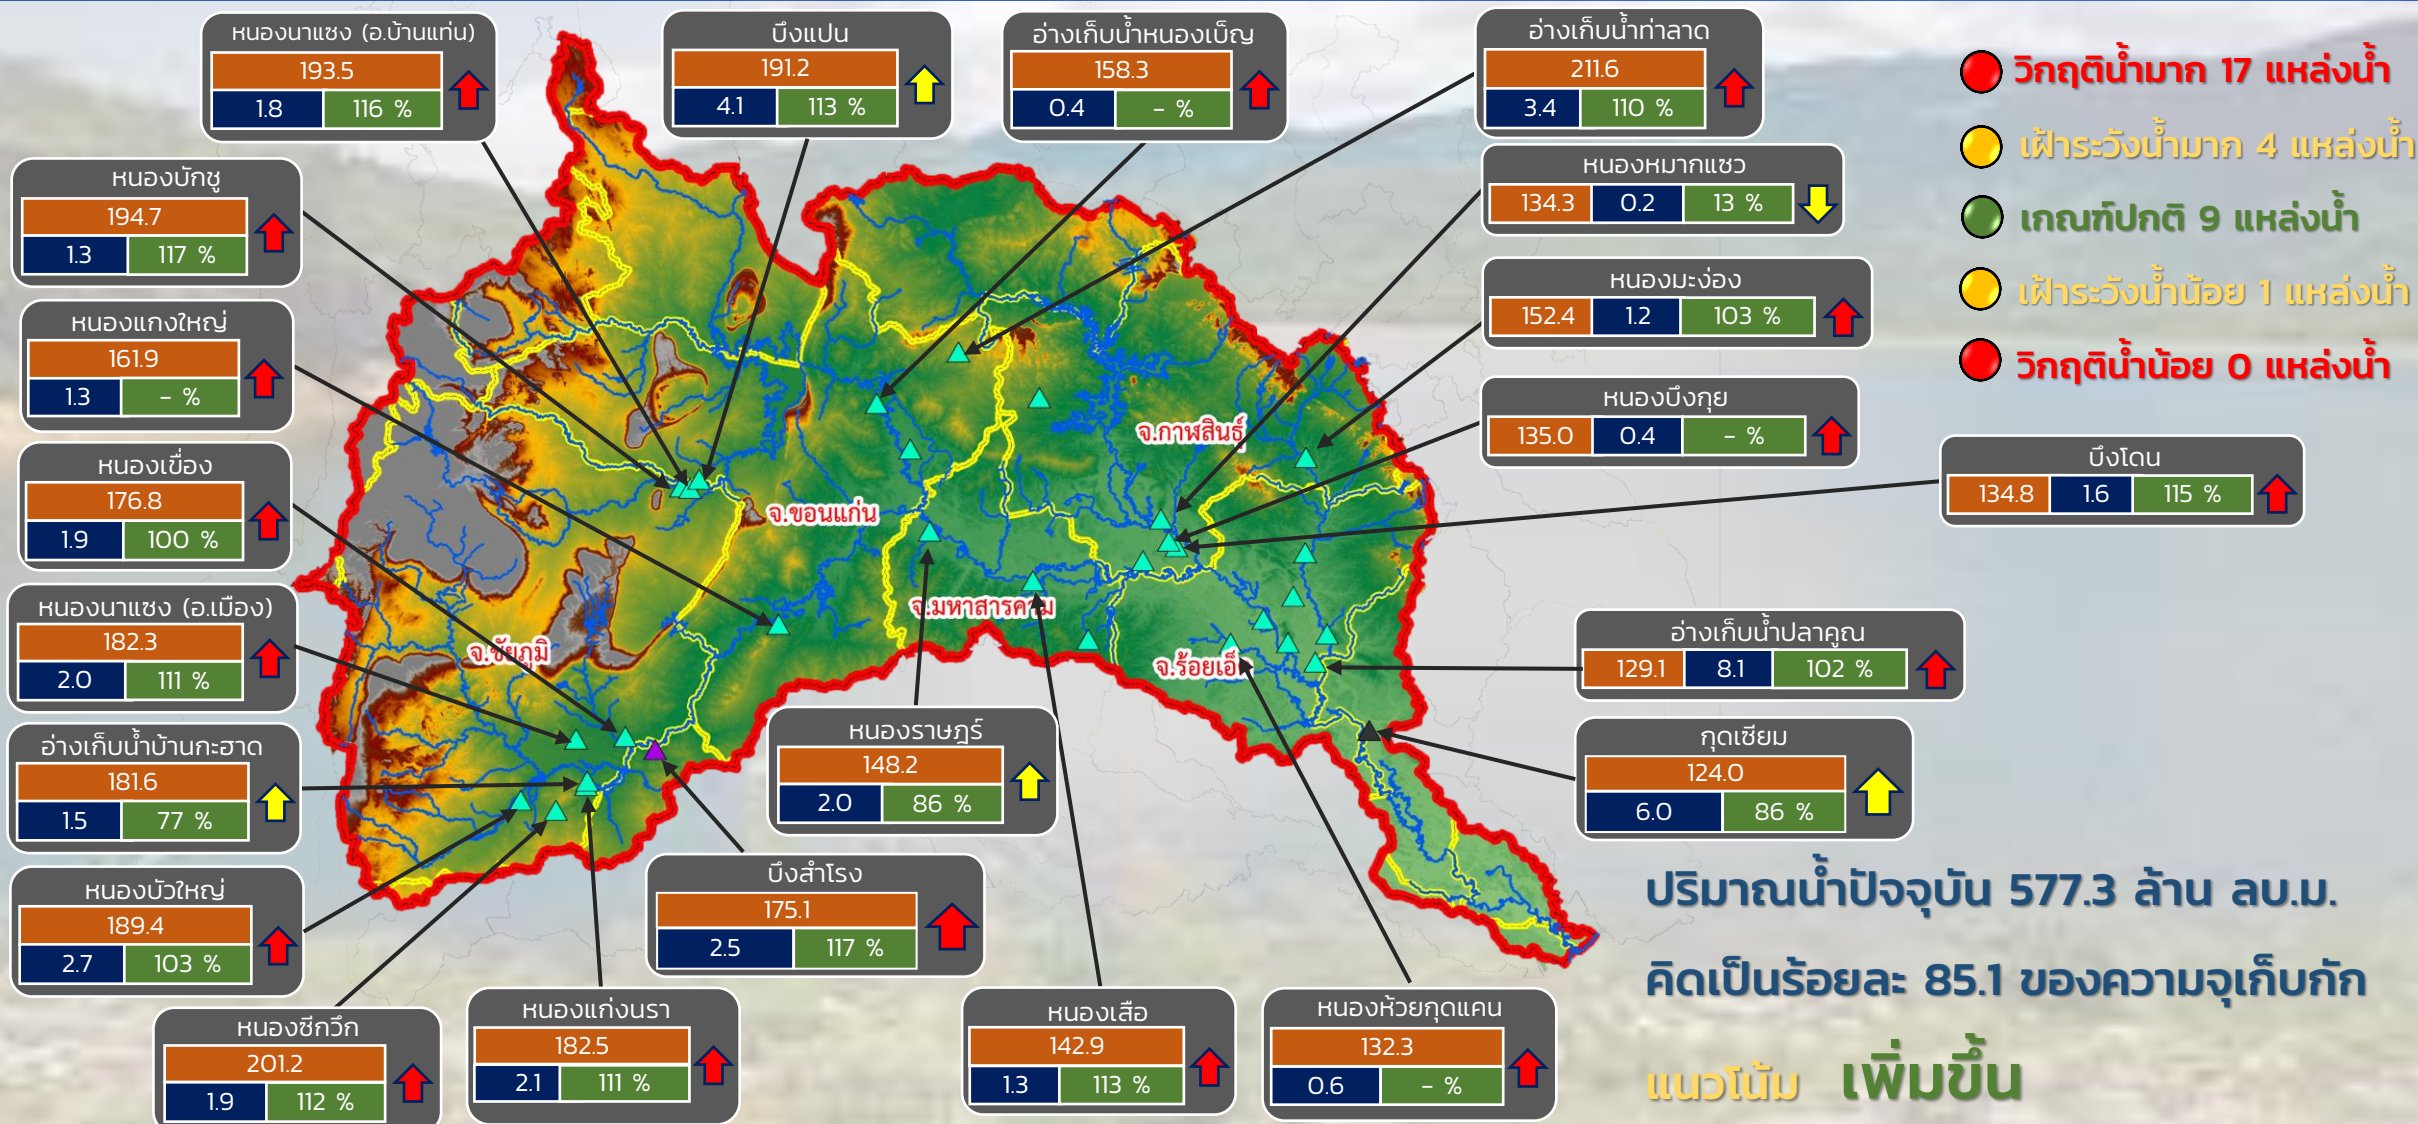 หนองนาแซง (อ.บ้านแท่น)
193.5
1.8 116 %
บึงแปน
191.2
4.1 113 %
อ่างเก็บน้ำหนองเบ็ญ
158.3
0.4 - %
อ่างเก็บน้ำท่าลาด
211.6
3.4 110 %
วิกฤติน้ำมาก 17 แหล่งน้ำ
เฝ้าระวังน้ำมาก 4 แหล่งน้ำ
เกณฑ์ปกติ 9 แหล่งน้ำ
เฝ้าระวังน้ำน้อย 1 แหล่งน้ำ
วิกฤติน้ำน้อย 0 แหล่งน้ำ
หนองบักชู
194.7
1.3 117 %
หนองหมากแซว
134.3 0.2 13 %
หนองมะง่อง
152.4 1.2 103 %
หนองแกงใหญ่
161.9
1.3 - %
หนองบึงกุย
135.0 0.4 - %
หนองเขื่อง
176.8
1.9 100 %
บึงโดน
134.8 1.6 115 %
จ.กาฬสินธุ์
จ.ขอนแก่น
จ.มหาสารคาม
จ.ชัยภูมิ
จ.ร้อยเอ็
หนองนาแซง (อ.เมือง)
182.3
2.0 111 %
อ่างเก็บน้ำปลาคูณ
129.1 8.1 102 %
อ่างเก็บน้ำบ้านกะฮาด
181.6
1.5 77 %
หนองราษฎร์
148.2
2.0 86 %
กุดเชียม
124.0
6.0 86 %
หนองบัวใหญ่
189.4
2.7 103 %
บึงสำโรง
175.1
2.5 117 %
หนองซีกวึก
201.2
1.9 112 %
หนองแก่งนรา
182.5
2.1 111 %
หนองเสือ
142.9
1.3 113 %
หนองห้วยกุดแคน
132.3
0.6 - %
ปริมาณน้ำปัจจุบัน 577.3 ล้าน ลบ.ม.
คิดเป็นร้อยละ 85.1 ของความจุเก็บกัก
แนวโน้ม เพิ่มขึ้น